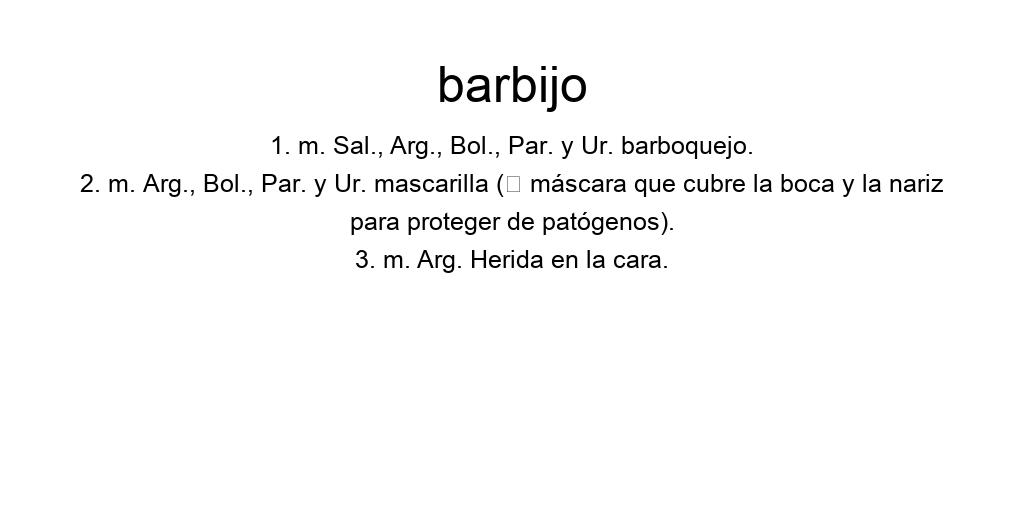 barbijo
1. m. Sal., Arg., Bol., Par. y Ur. barboquejo.
2. m. Arg., Bol., Par. y Ur. mascarilla (▯ máscara que cubre la boca y la nariz
para proteger de patógenos).
3. m. Arg. Herida en la cara.